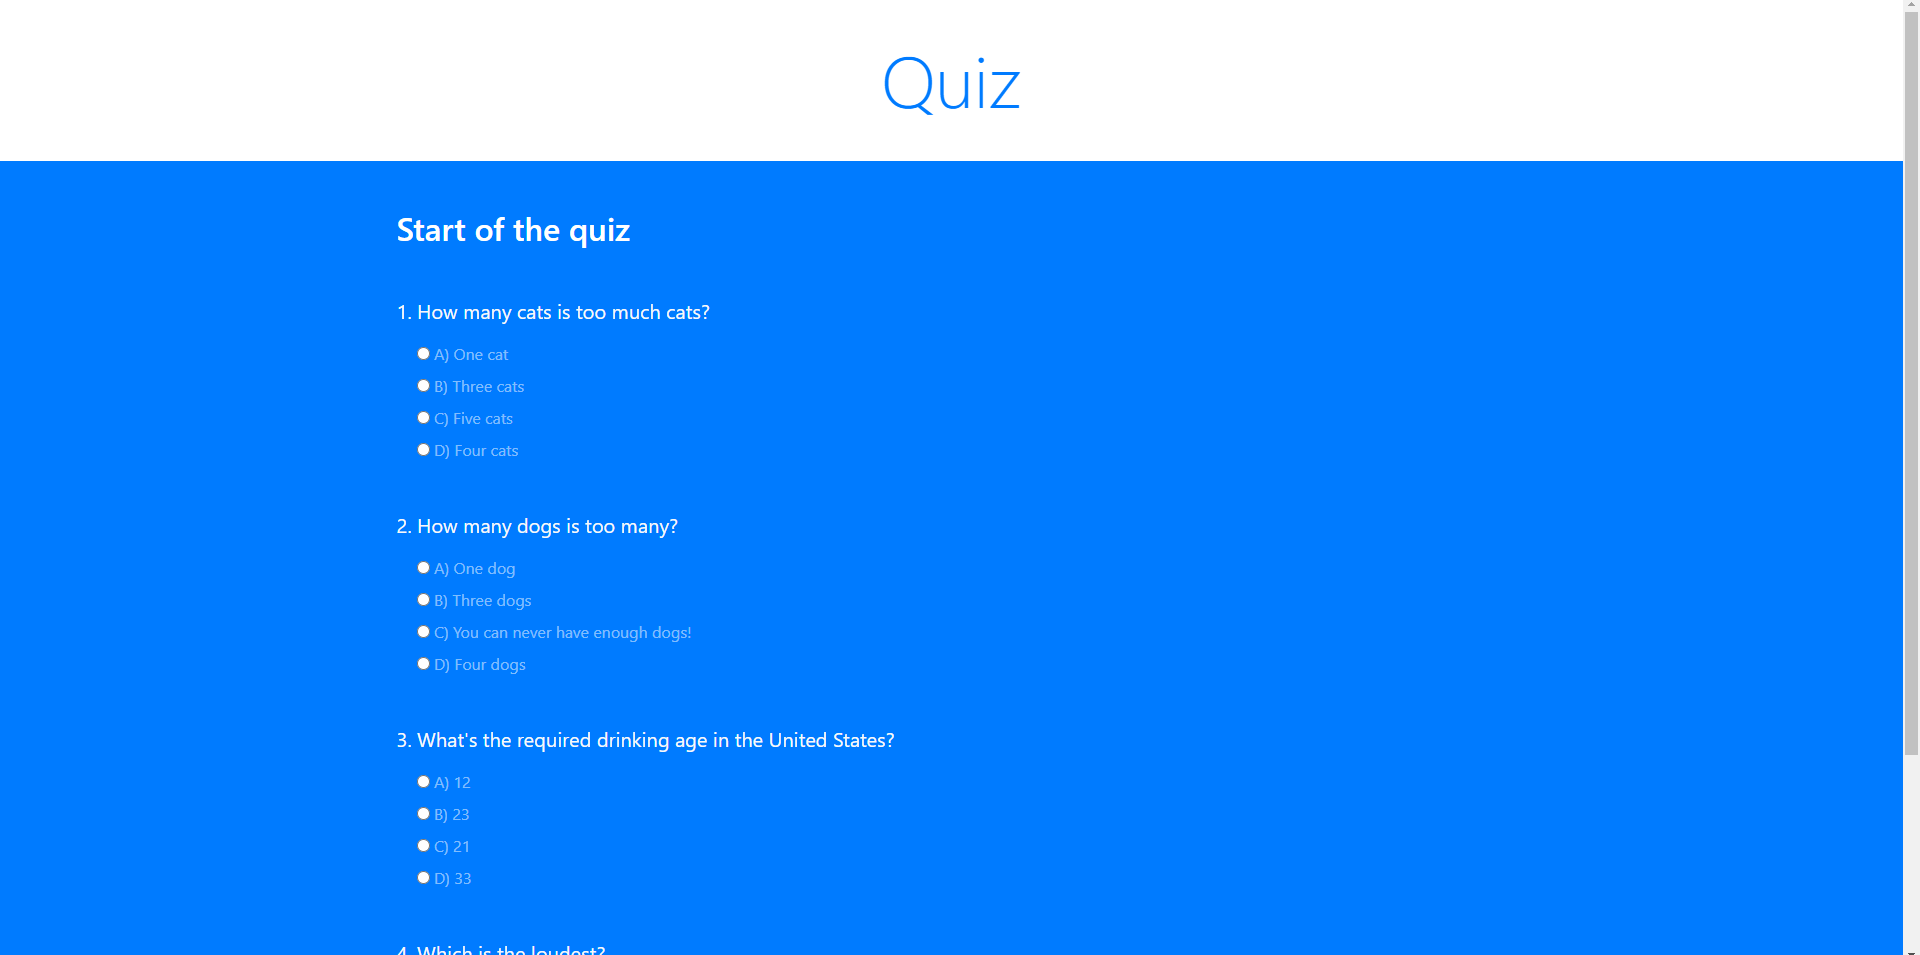 Quiz
Start of the quiz
1. How many cats is too much cats?
A) One cat
B) Three cats
C) Five cats
D) Four cats
2. How many dogs is too many?
A) One dog
B) Three dogs
C) You can never have enough dogs!
D) Four dogs
3. What's the required drinking age in the United States?
A) 12
B) 23
C) 21
D) 33
4. Which is the loudest?